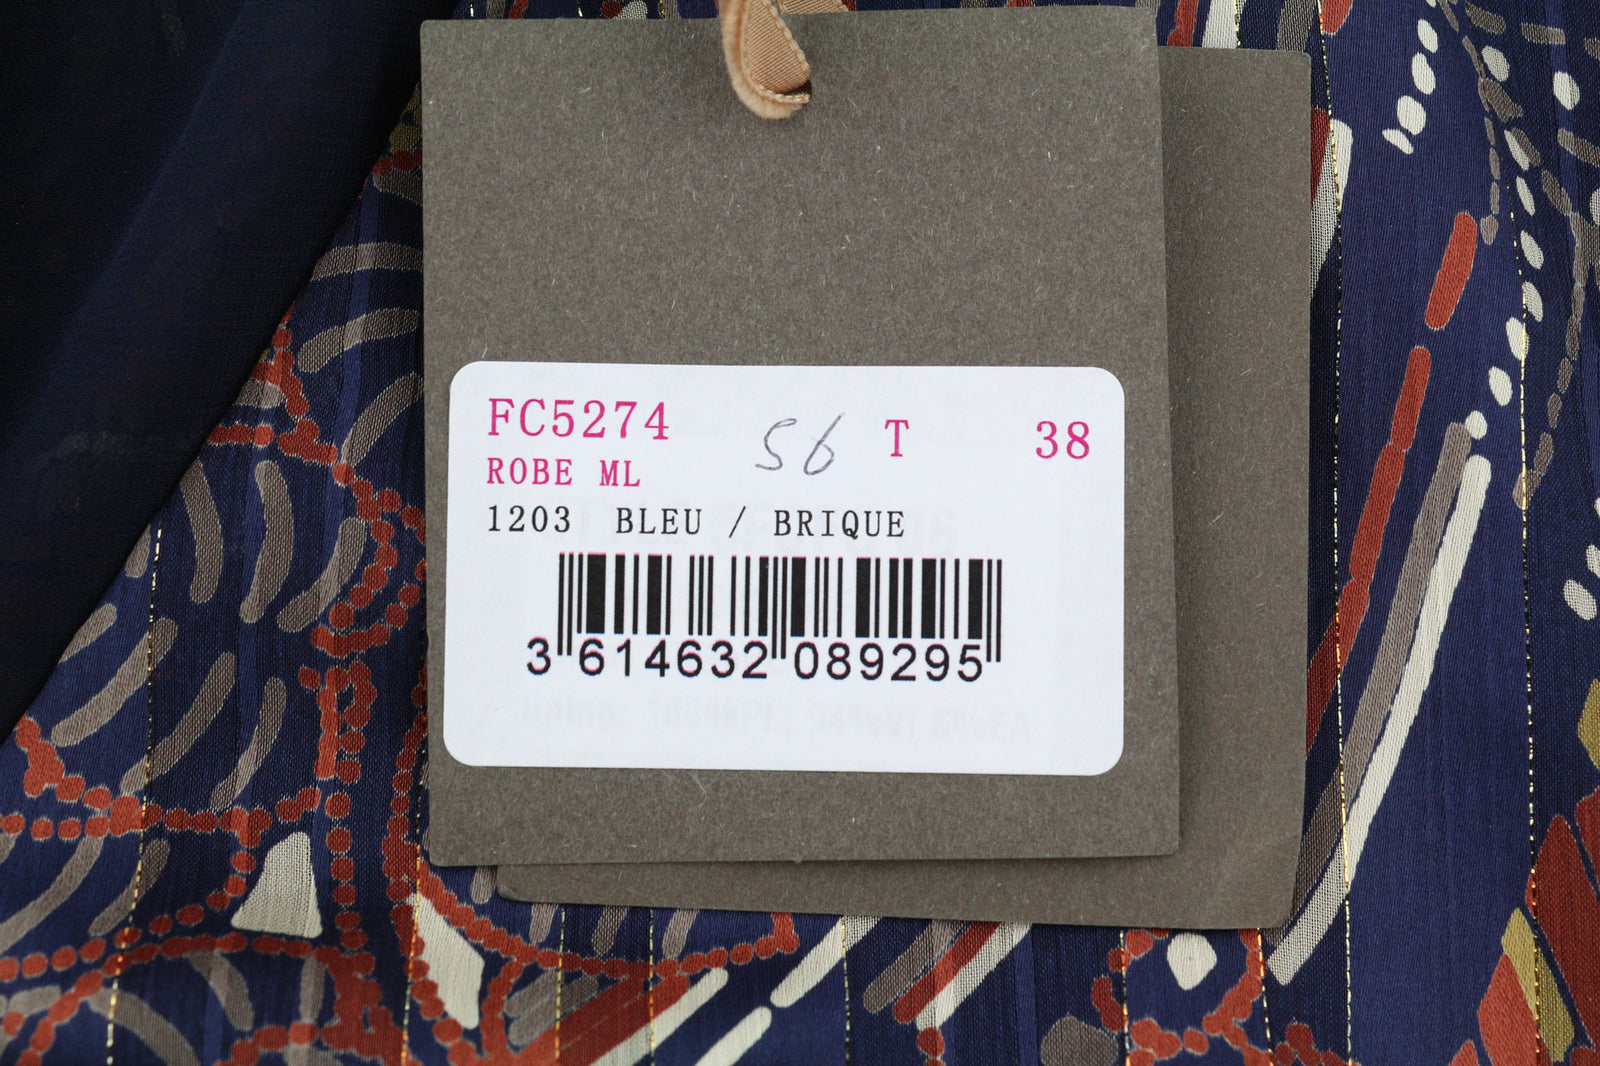 FC5274 56 T 38
ROBE ML
1203 BLEU / BRIQUE
3 614632 089295